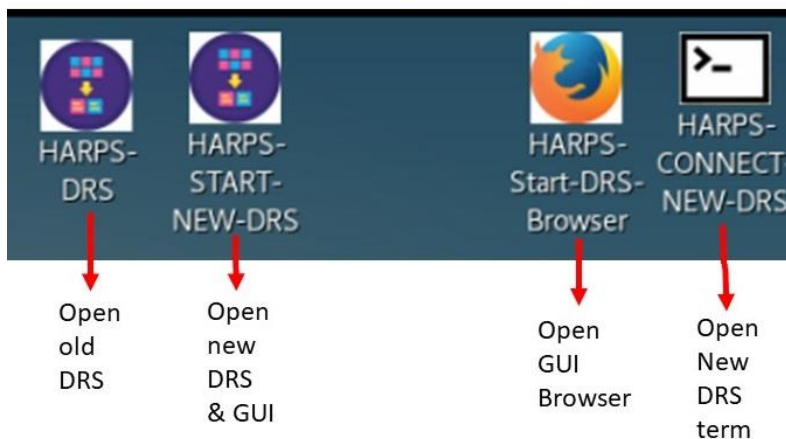 HARPS-
DRS
HARPS-
START-
NEW-DRS
HARPS-
Start-DRS-
Browser
>_
HARPS-
CONNECT-
NEW-DRS
Open
old
DRS
Open
new
DRS
& GUI
Open
GUI
Browser
Open
New
DRS
term